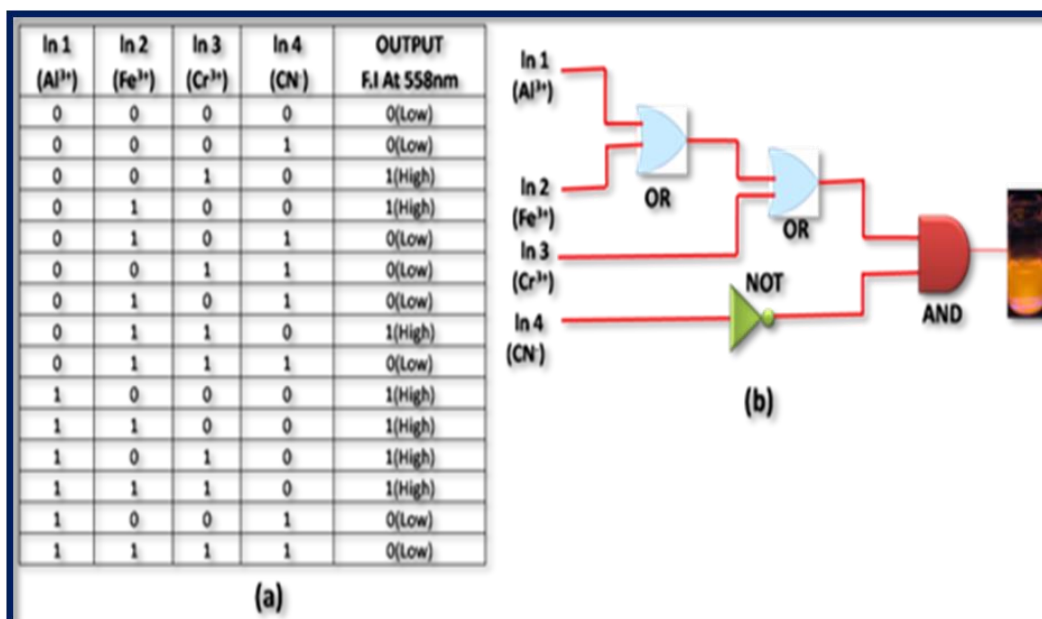 In 1 In 2 In 3 In 4 OUTPUT
(Al³⁺) (Fe³⁺) (Cr³⁺) (CN⁻) F.I At 558nm
0 0 0 0 0(Low)
0 0 0 1 0(Low)
0 0 1 0 1(High)
0 1 0 0 1(High)
0 1 0 1 0(Low)
0 0 1 1 0(Low)
0 1 0 1 0(Low)
0 1 1 0 1(High)
0 1 1 1 0(Low)
1 0 0 0 1(High)
1 1 0 0 1(High)
1 0 1 0 1(High)
1 1 1 0 1(High)
1 0 0 1 0(Low)
1 1 1 1 0(Low)
(a)
In 1
(Al³⁺)
In 2
(Fe³⁺)
In 3
(Cr³⁺)
In 4
(CN⁻)
OR
OR
NOT
AND
(b)